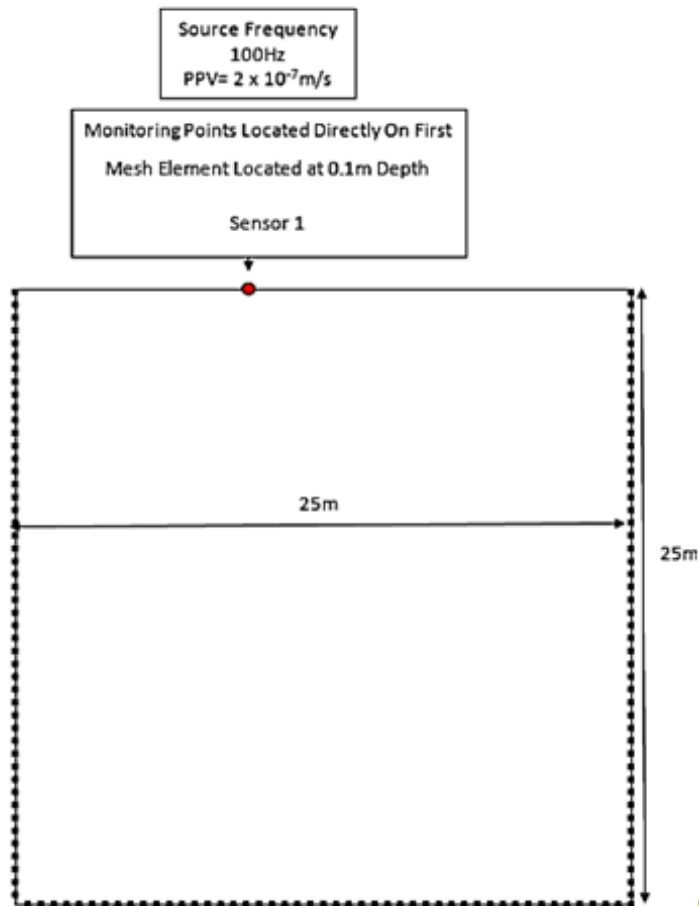 Source Frequency
100Hz
PPV= 2 x 10⁻⁷m/s
Monitoring Points Located Directly On First
Mesh Element Located at 0.1m Depth
Sensor 1
25m
25m